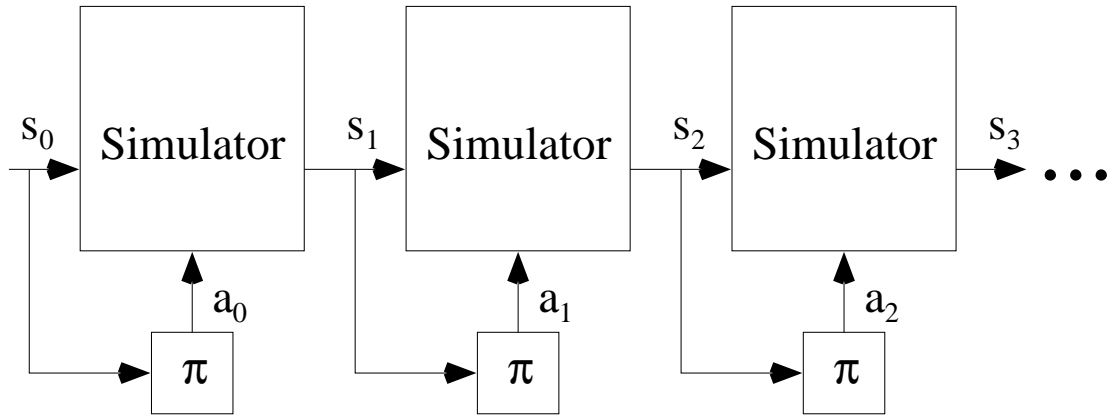 s₀ Simulator s₁ Simulator s₂ Simulator s₃ •••
a₀ a₁ a₂
π π π